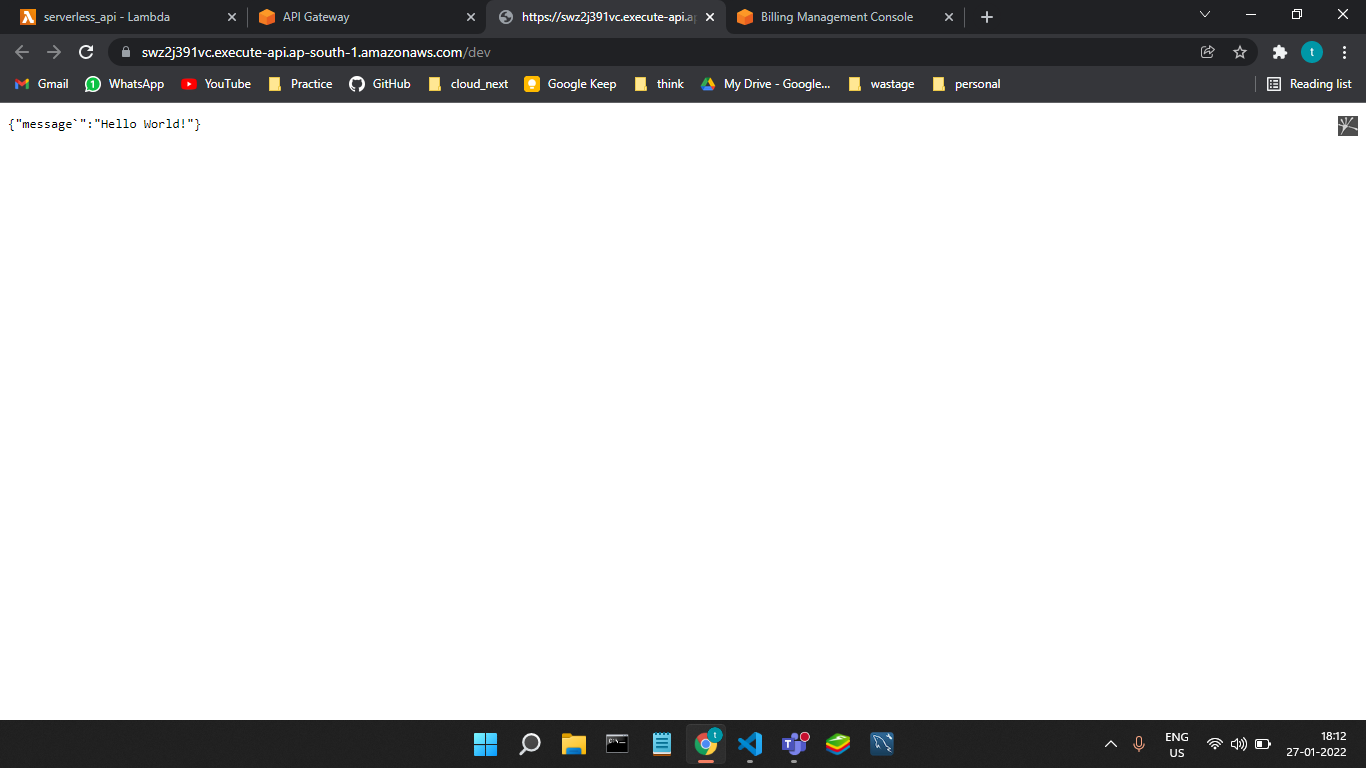 serverless_api - Lambda
API Gateway
https://swz2j391vc.execute-api.a
Billing Management Console
swz2j391vc.execute-api.ap-south-1.amazonaws.com/dev
t
Gmail
1
WhatsApp
YouTube
Practice
GitHub
cloud_next
Google Keep
think
My Drive - Google...
wastage
personal
Reading list
{"message`":"Hello World!"}
t
ENG
US
18:12
27-01-2022